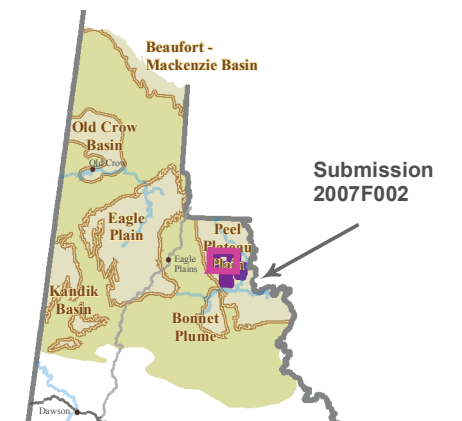 Beaufort -
Mackenzie Basin
Old Crow
Basin
Old Crow
Submission
2007F002
Eagle
Plain
Peel
Plateau
Plain
Eagle
Plains
Kandik
Basin
Bonnet
Plume
Dawson